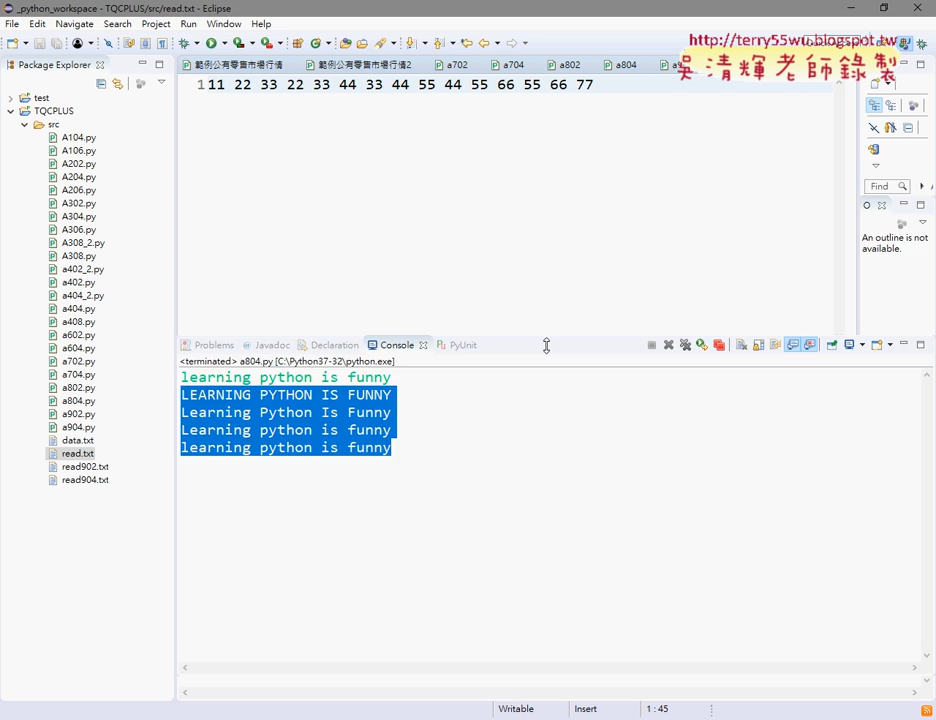 _python_workspace - TQCPLUS/src/read.txt - Eclipse
File Edit Navigate Search Project Run Window Help
http://terry55wu.blogspot.tw
吳清輝老師錄製
Package Explorer
範例公有零售市場行情 範例公有零售市場行情2 a702 a704 a802 a804
1 11 22 33 22 33 44 33 44 55 44 55 66 55 66 77
test
TQCPLUS
src
A104.py
A106.py
A202.py
A204.py
A206.py
A302.py
A304.py
A306.py
A308_2.py
A308.py
a402_2.py
a402.py
a404_2.py
a404.py
a408.py
a602.py
a604.py
a702.py
a704.py
a802.py
a804.py
a902.py
a904.py
data.txt
read.txt
read902.txt
read904.txt
Find
An outline is not
available.
Problems Javadoc Declaration Console PyUnit
<terminated> a804.py [C:\Python37-32\python.exe]
learning python is funny
LEARNING PYTHON IS FUNNY
Learning Python Is Funny
Learning python is funny
learning python is funny
Writable Insert 1 : 45